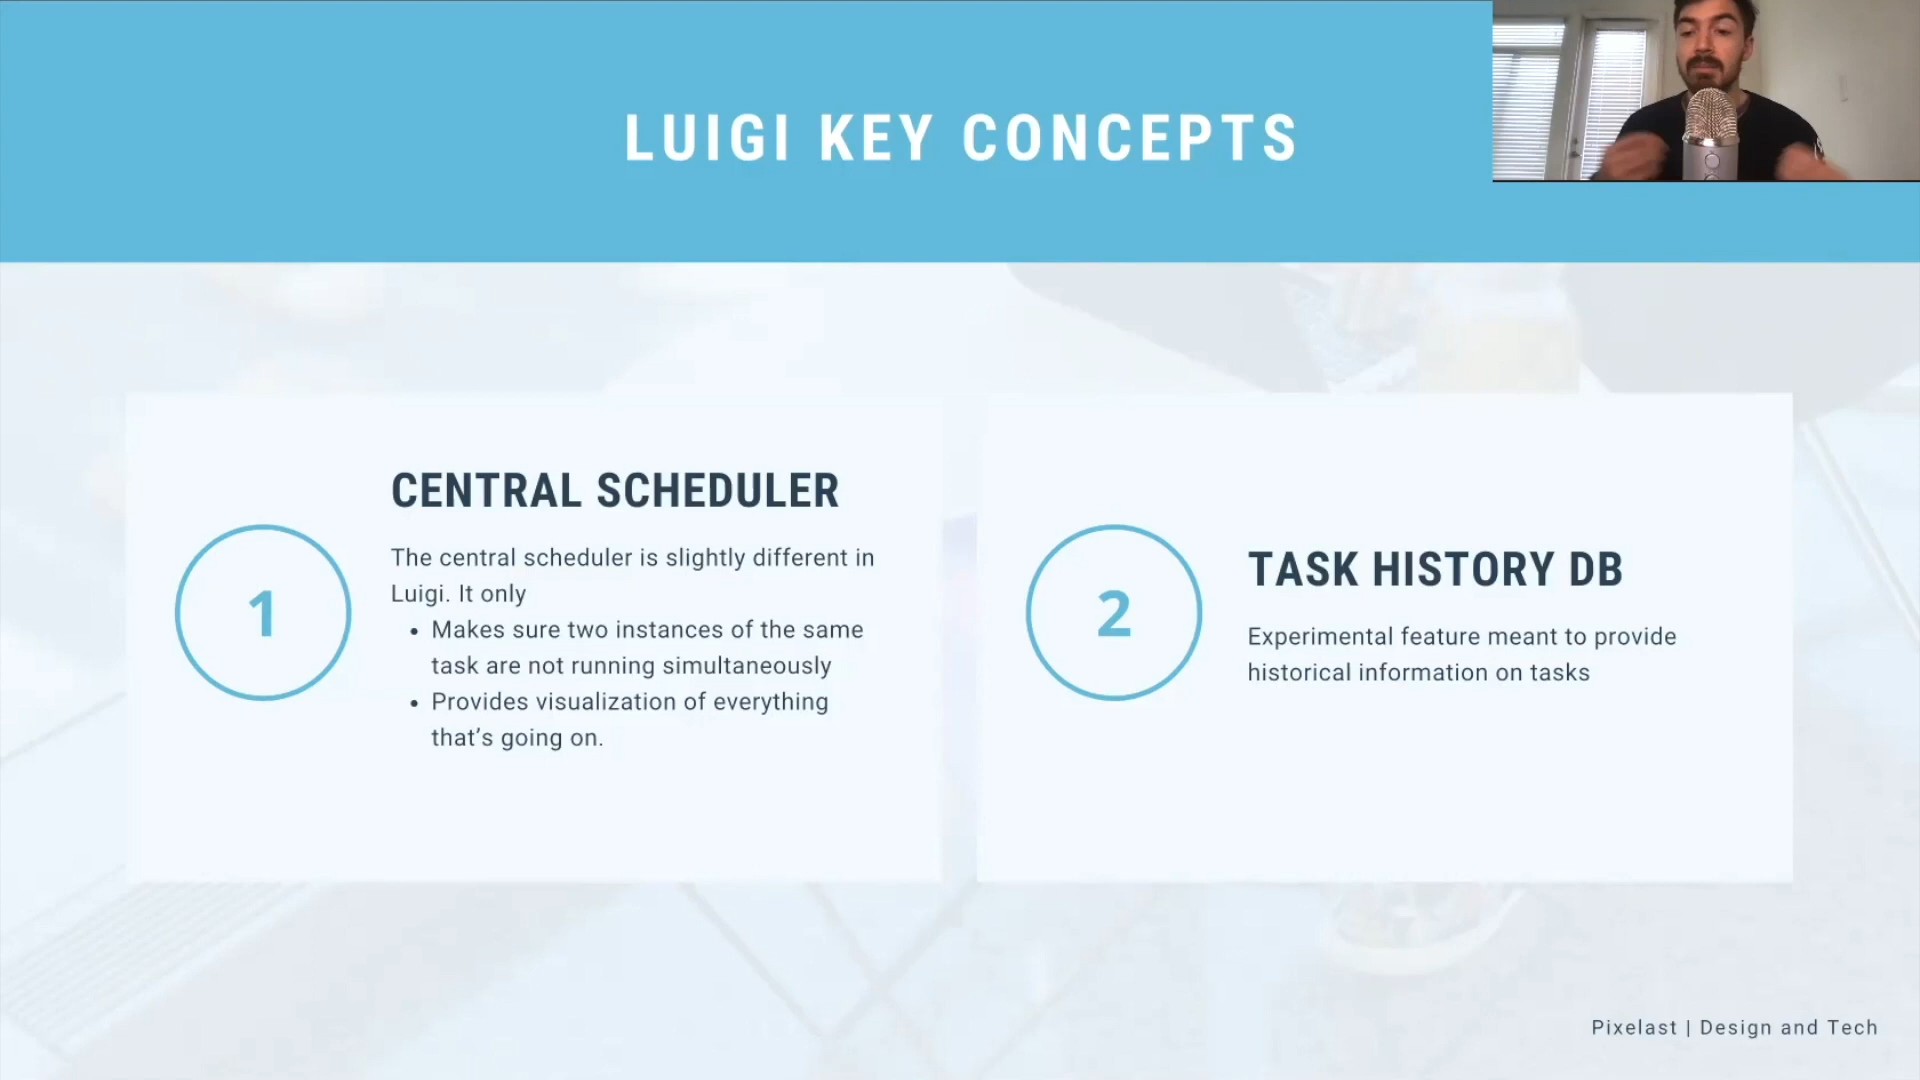 LUIGI KEY CONCEPTS
1
CENTRAL SCHEDULER
The central scheduler is slightly different in
Luigi. It only
• Makes sure two instances of the same
task are not running simultaneously
• Provides visualization of everything
that’s going on.
2
TASK HISTORY DB
Experimental feature meant to provide
historical information on tasks
Pixelast | Design and Tech